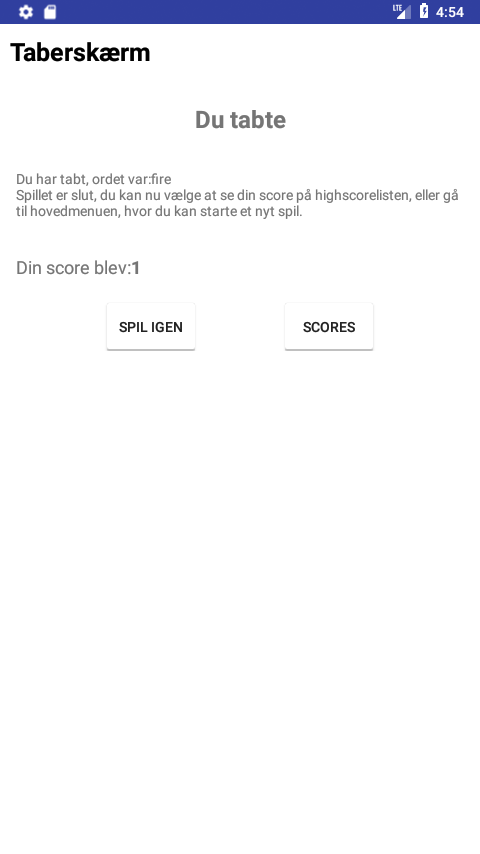 LTE 4:54
Taberskærm
Du tabte
Du har tabt, ordet var:fire
Spillet er slut, du kan nu vælge at se din score på highscorelisten, eller gå
til hovedmenuen, hvor du kan starte et nyt spil.
Din score blev:1
SPIL IGEN
SCORES